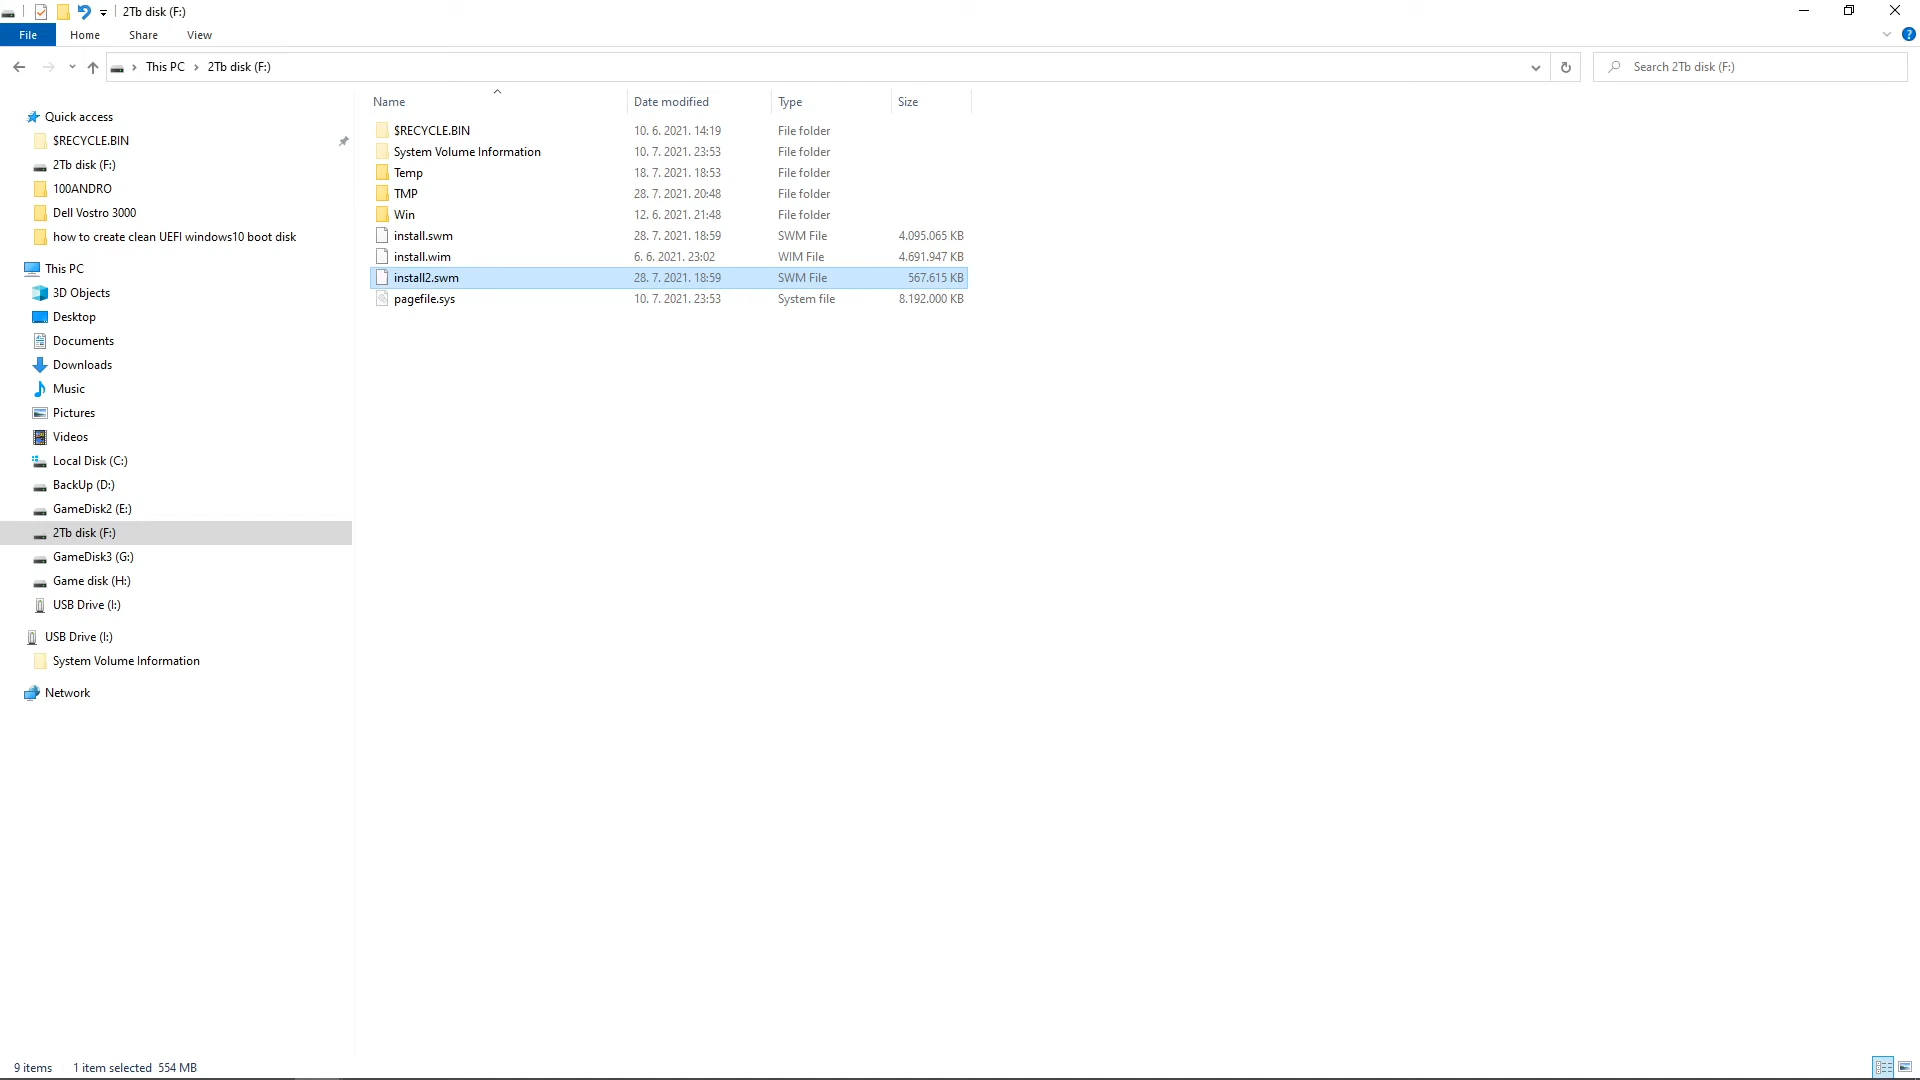 2Tb disk (F:)
File Home Share View
This PC 2Tb disk (F:)
Search 2Tb disk (F:)
Name Date modified Type Size
Quick access
$RECYCLE.BIN
2Tb disk (F:)
100ANDRO
Dell Vostro 3000
how to create clean UEFI windows10 boot disk
This PC
3D Objects
Desktop
Documents
Downloads
Music
Pictures
Videos
Local Disk (C:)
BackUp (D:)
GameDisk2 (E:)
2Tb disk (F:)
GameDisk3 (G:)
Game disk (H:)
USB Drive (I:)
USB Drive (I:)
System Volume Information
Network
$RECYCLE.BIN 10. 6. 2021. 14:19 File folder
System Volume Information 10. 7. 2021. 23:53 File folder
Temp 18. 7. 2021. 18:53 File folder
TMP 28. 7. 2021. 20:48 File folder
Win 12. 6. 2021. 21:48 File folder
install.swm 28. 7. 2021. 18:59 SWM File 4.095.065 KB
install.wim 6. 6. 2021. 23:02 WIM File 4.691.947 KB
install2.swm 28. 7. 2021. 18:59 SWM File 567.615 KB
pagefile.sys 10. 7. 2021. 23:53 System file 8.192.000 KB
9 items 1 item selected 554 MB